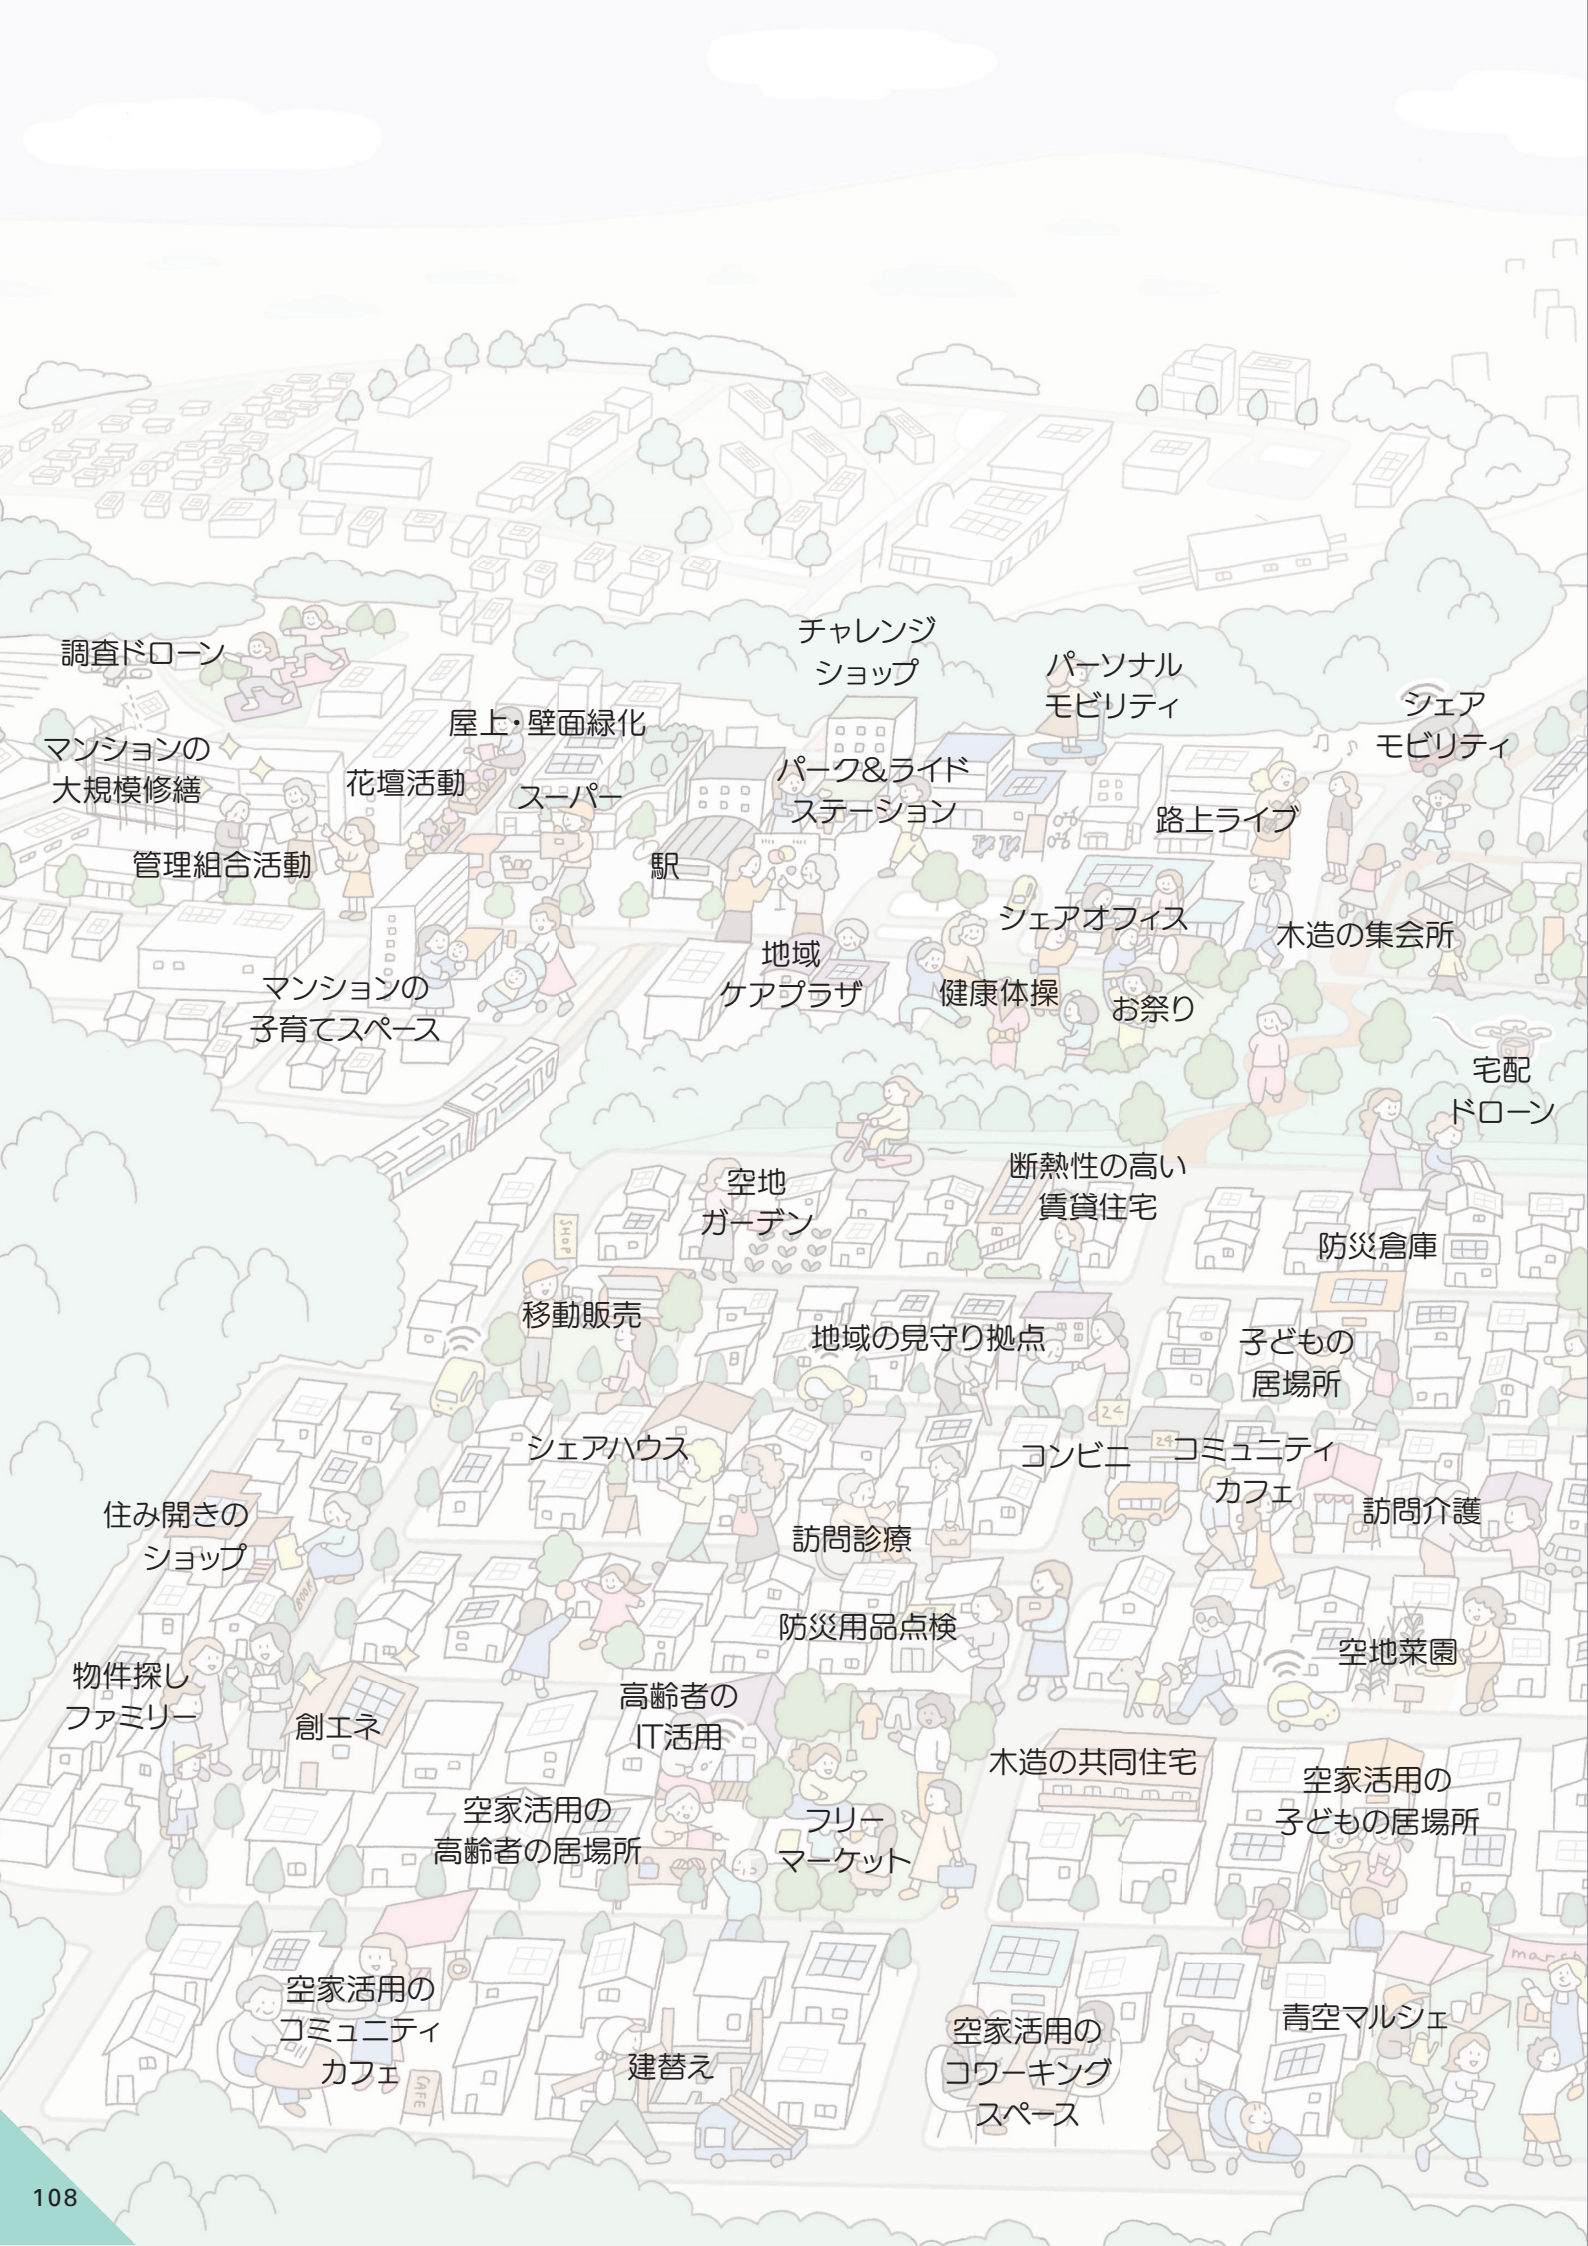 チャレンジ
ショップ
調査ドローン
パーソナル
モビリティ
シェア
モビリティ
屋上・壁面緑化
マンションの
大規模修繕
花壇活動
スーパー
パーク&ライド
ステーション
路上ライブ
管理組合活動
駅
シェアオフィス
木造の集会所
地域
ケアプラザ
マンションの
子育てスペース
健康体操
お祭り
宅配
ドローン
空地
ガーデン
断熱性の高い
賃貸住宅
SHOP
防災倉庫
移動販売
地域の見守り拠点
子どもの
居場所
24
24
シェアハウス
コンビニ
コミュニティ
カフェ
訪問介護
住み開きの
ショップ
訪問診療
BOOK
防災用品点検
空地菜園
物件探し
ファミリー
創エネ
高齢者の
IT活用
木造の共同住宅
空家活用の
子どもの居場所
空家活用の
高齢者の居場所
フリー
マーケット
空家活用の
コミュニティ
カフェ
CAFE
建替え
空家活用の
コワーキング
スペース
青空マルシェ
108